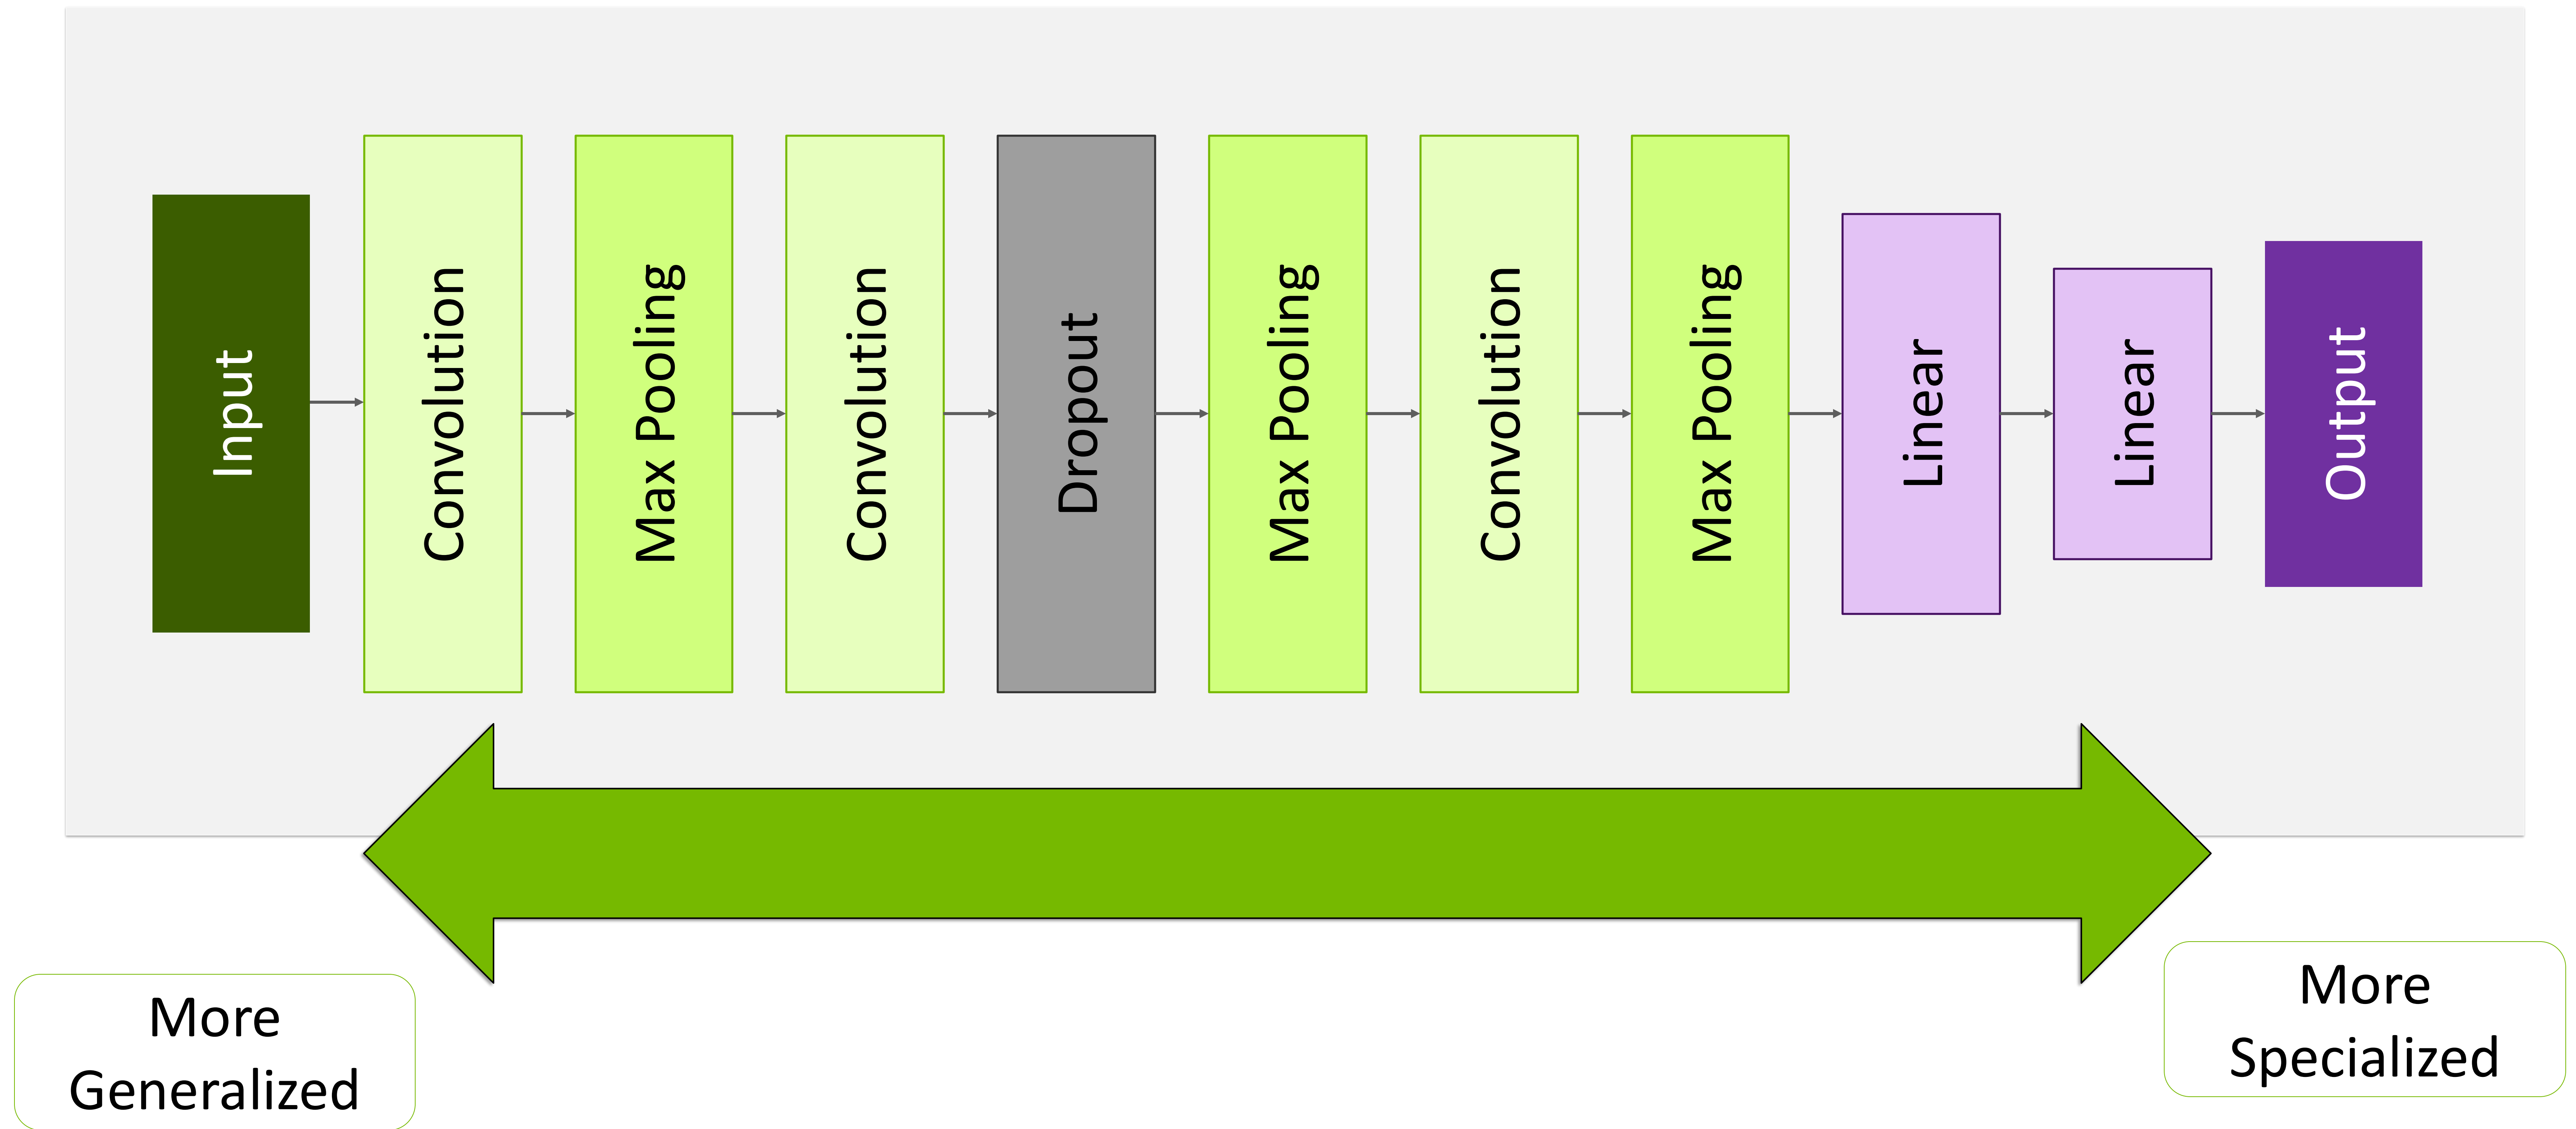 Input
Convolution
Max Pooling
Convolution
Dropout
Max Pooling
Convolution
Max Pooling
Linear
Linear
Output
More
Generalized
More
Specialized